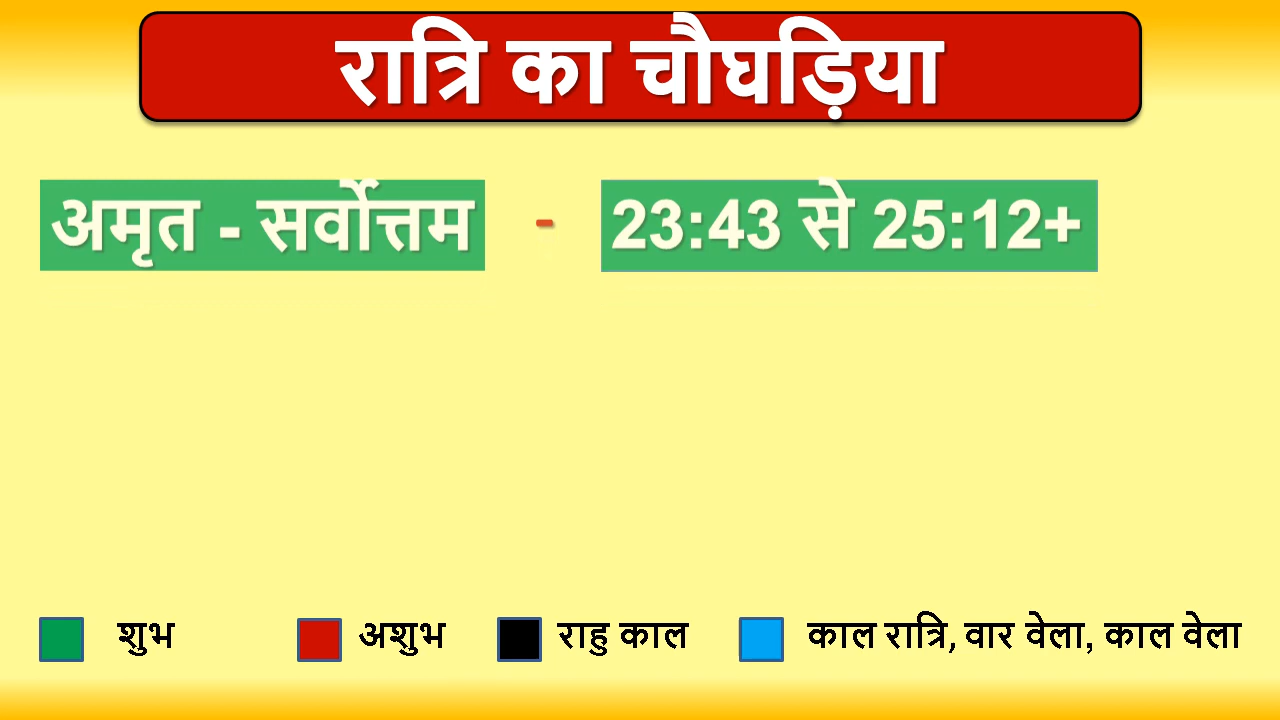 रात्रि का चौघड़िया
अमृत - सर्वोत्तम - 23:43 से 25:12+
शुभ अशुभ राहु काल काल रात्रि, वार वेला, काल वेला